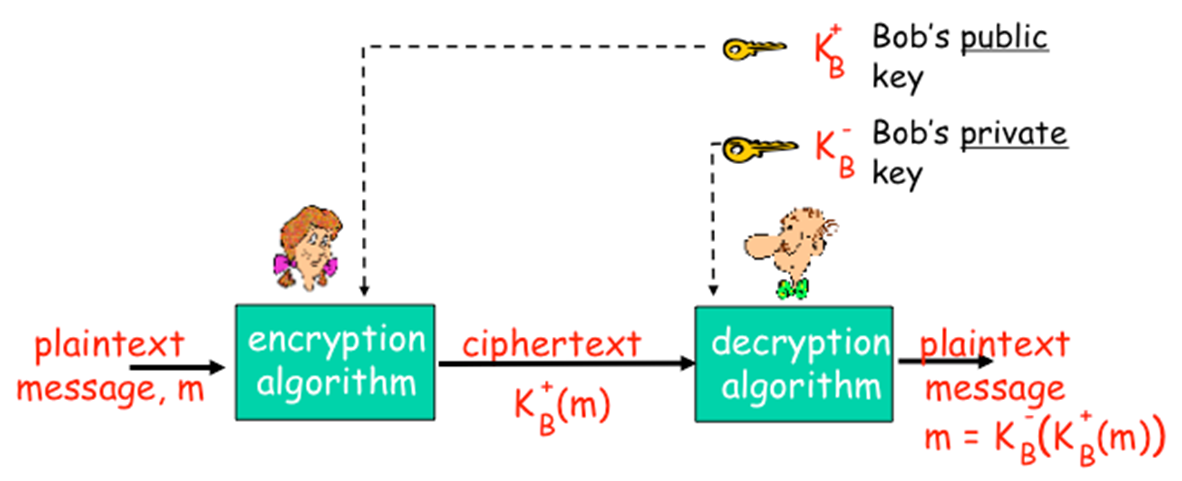 K_B^+ Bob's public
key
K_B^- Bob's private
key
plaintext
message, m
encryption
algorithm
ciphertext
K_B^+(m)
decryption
algorithm
plaintext
message
m = K_B^-(K_B^+(m))